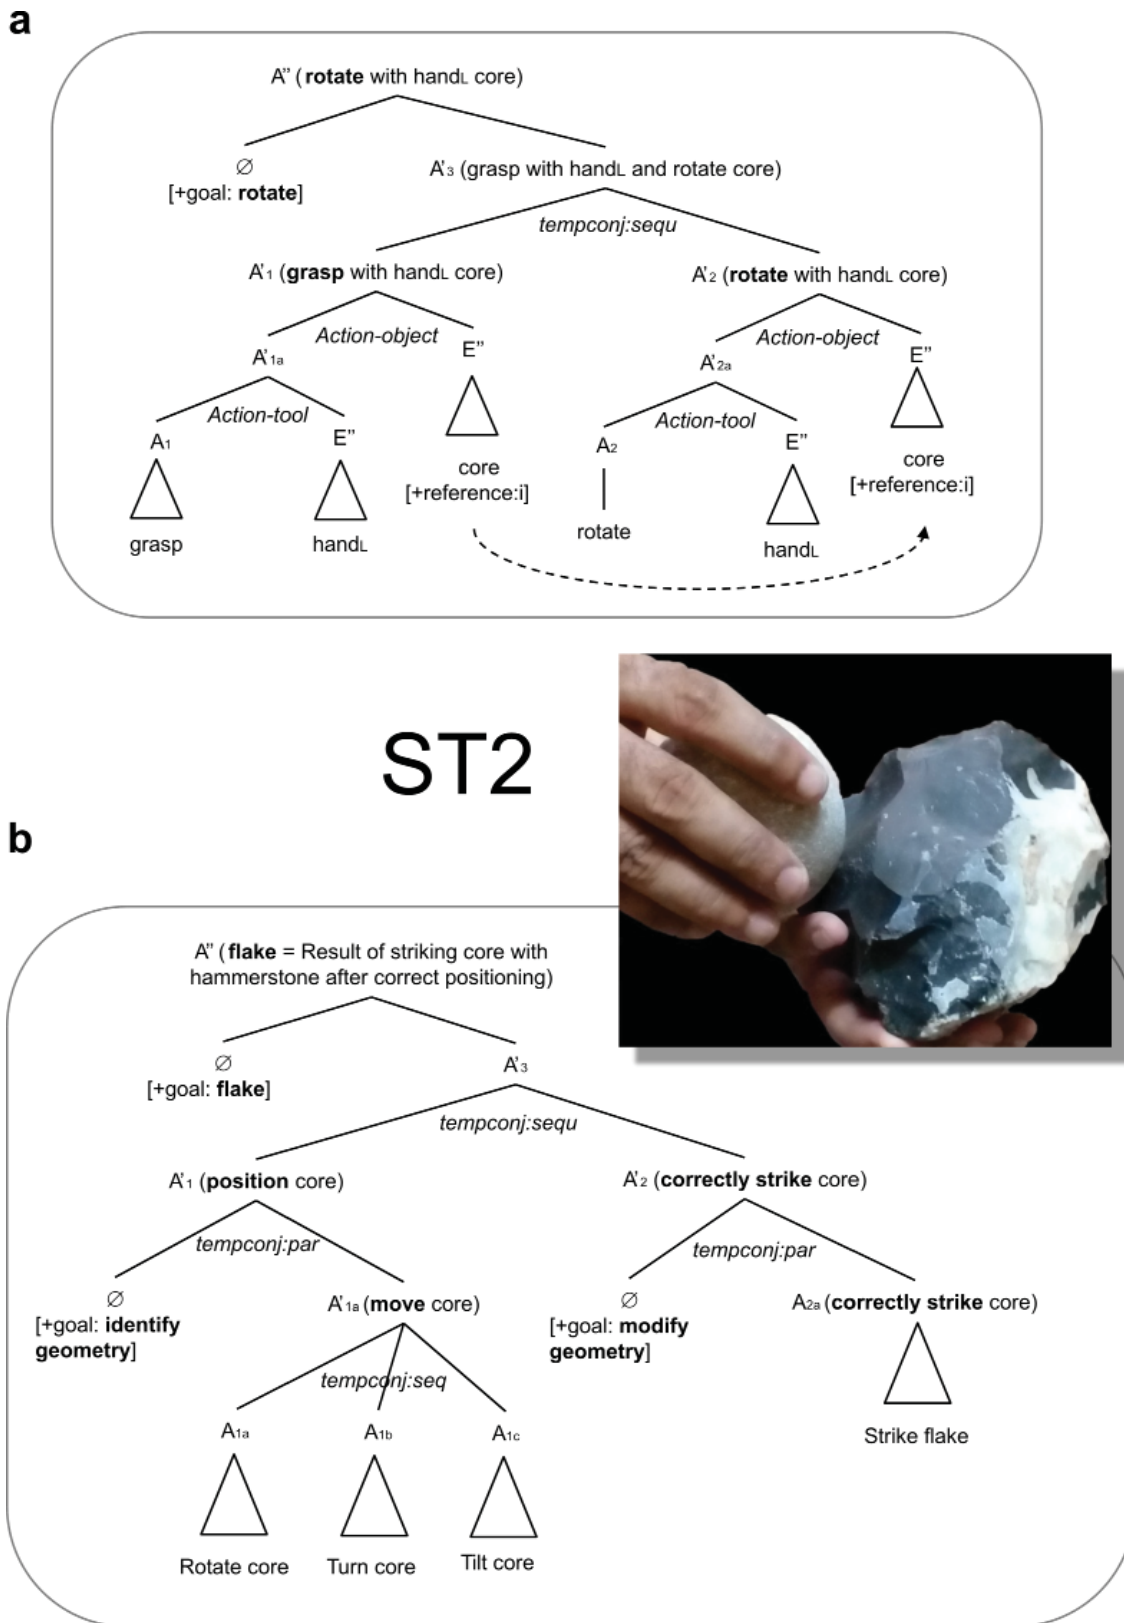 a
A” (rotate with handL core)
∅
[+goal: rotate]
A’3 (grasp with handL and rotate core)
tempconj:sequ
A’1 (grasp with handL core)
A’2 (rotate with handL core)
Action-object
Action-object
A’1a
E”
A’2a
E”
Action-tool
Action-tool
A1
E”
A2
E”
core
[+reference:i]
core
[+reference:i]
grasp
handL
rotate
handL
ST2
b
A” (flake = Result of striking core with
hammerstone after correct positioning)
∅
[+goal: flake]
A’3
tempconj:sequ
A’1 (position core)
A’2 (correctly strike core)
tempconj:par
tempconj:par
∅
[+goal: identify
geometry]
A’1a (move core)
∅
[+goal: modify
geometry]
A2a (correctly strike core)
tempconj:seq
A1a
A1b
A1c
Strike flake
Rotate core
Turn core
Tilt core